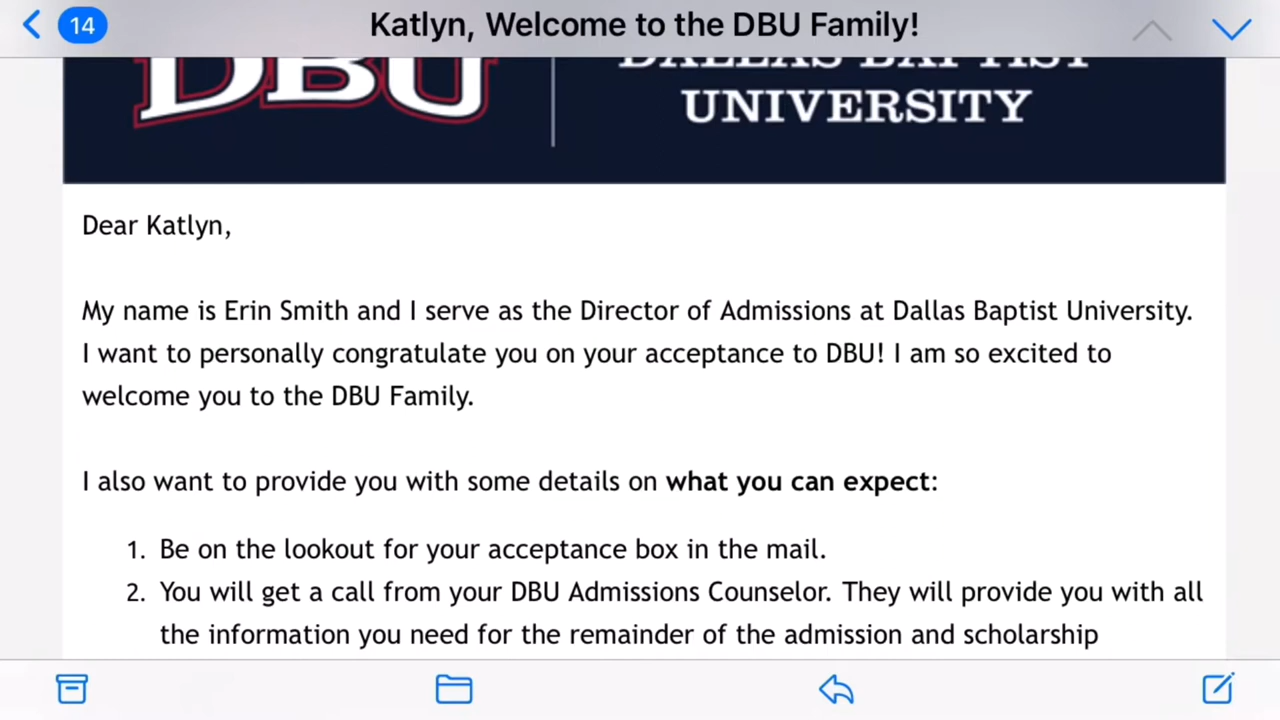 14
Katlyn, Welcome to the DBU Family!
DBU
DALLAS BAPTIST
UNIVERSITY
Dear Katlyn,
My name is Erin Smith and I serve as the Director of Admissions at Dallas Baptist University.
I want to personally congratulate you on your acceptance to DBU! I am so excited to
welcome you to the DBU Family.
I also want to provide you with some details on what you can expect:
1. Be on the lookout for your acceptance box in the mail.
2. You will get a call from your DBU Admissions Counselor. They will provide you with all
the information you need for the remainder of the admission and scholarship